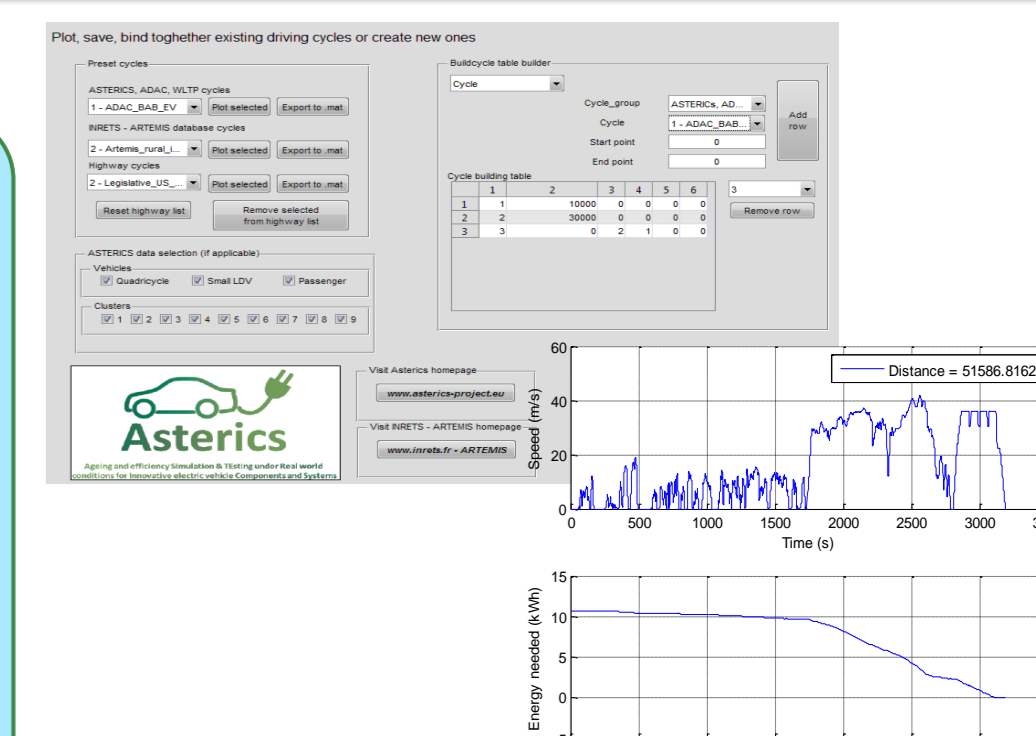 Plot, save, bind toghether existing driving cycles or create new ones
Preset cycles
ASTERICS, ADAC, WLTP cycles
1 - ADAC_BAB_EV Plot selected Export to .mat
INRETS - ARTEMIS database cycles
2 - Artemis_rural_i... Plot selected Export to .mat
Highway cycles
2 - Legislative_US_... Plot selected Export to .mat
Reset highway list
Remove selected
from highway list
ASTERICS data selection (if applicable)
Vehicles
Quadricycle Small LDV Passenger
Clusters
1 2 3 4 5 6 7 8 9
Buildcycle table builder
Cycle
Cycle_group ASTERICs, AD...
Cycle 1 - ADAC_BAB...
Start point 0
End point 0
Add
row
Cycle building table
1 2 3 4 5 6
1 1 10000 0 0 0 0
2 2 30000 0 0 0 0
3 3 0 2 1 0 0
3
Remove row
Asterics
Ageing and efficiency Simulation & TEsting under Real world
conditions for Innovative electric vehicle Components and Systems
Visit Asterics homepage
www.asterics-project.eu
Visit INRETS - ARTEMIS homepage
www.inrets.fr - ARTEMIS
Distance = 51586.8162
Speed (m/s)
60
40
20
0
0 500 1000 1500 2000 2500 3000
Time (s)
Energy needed (kWh)
15
10
5
0